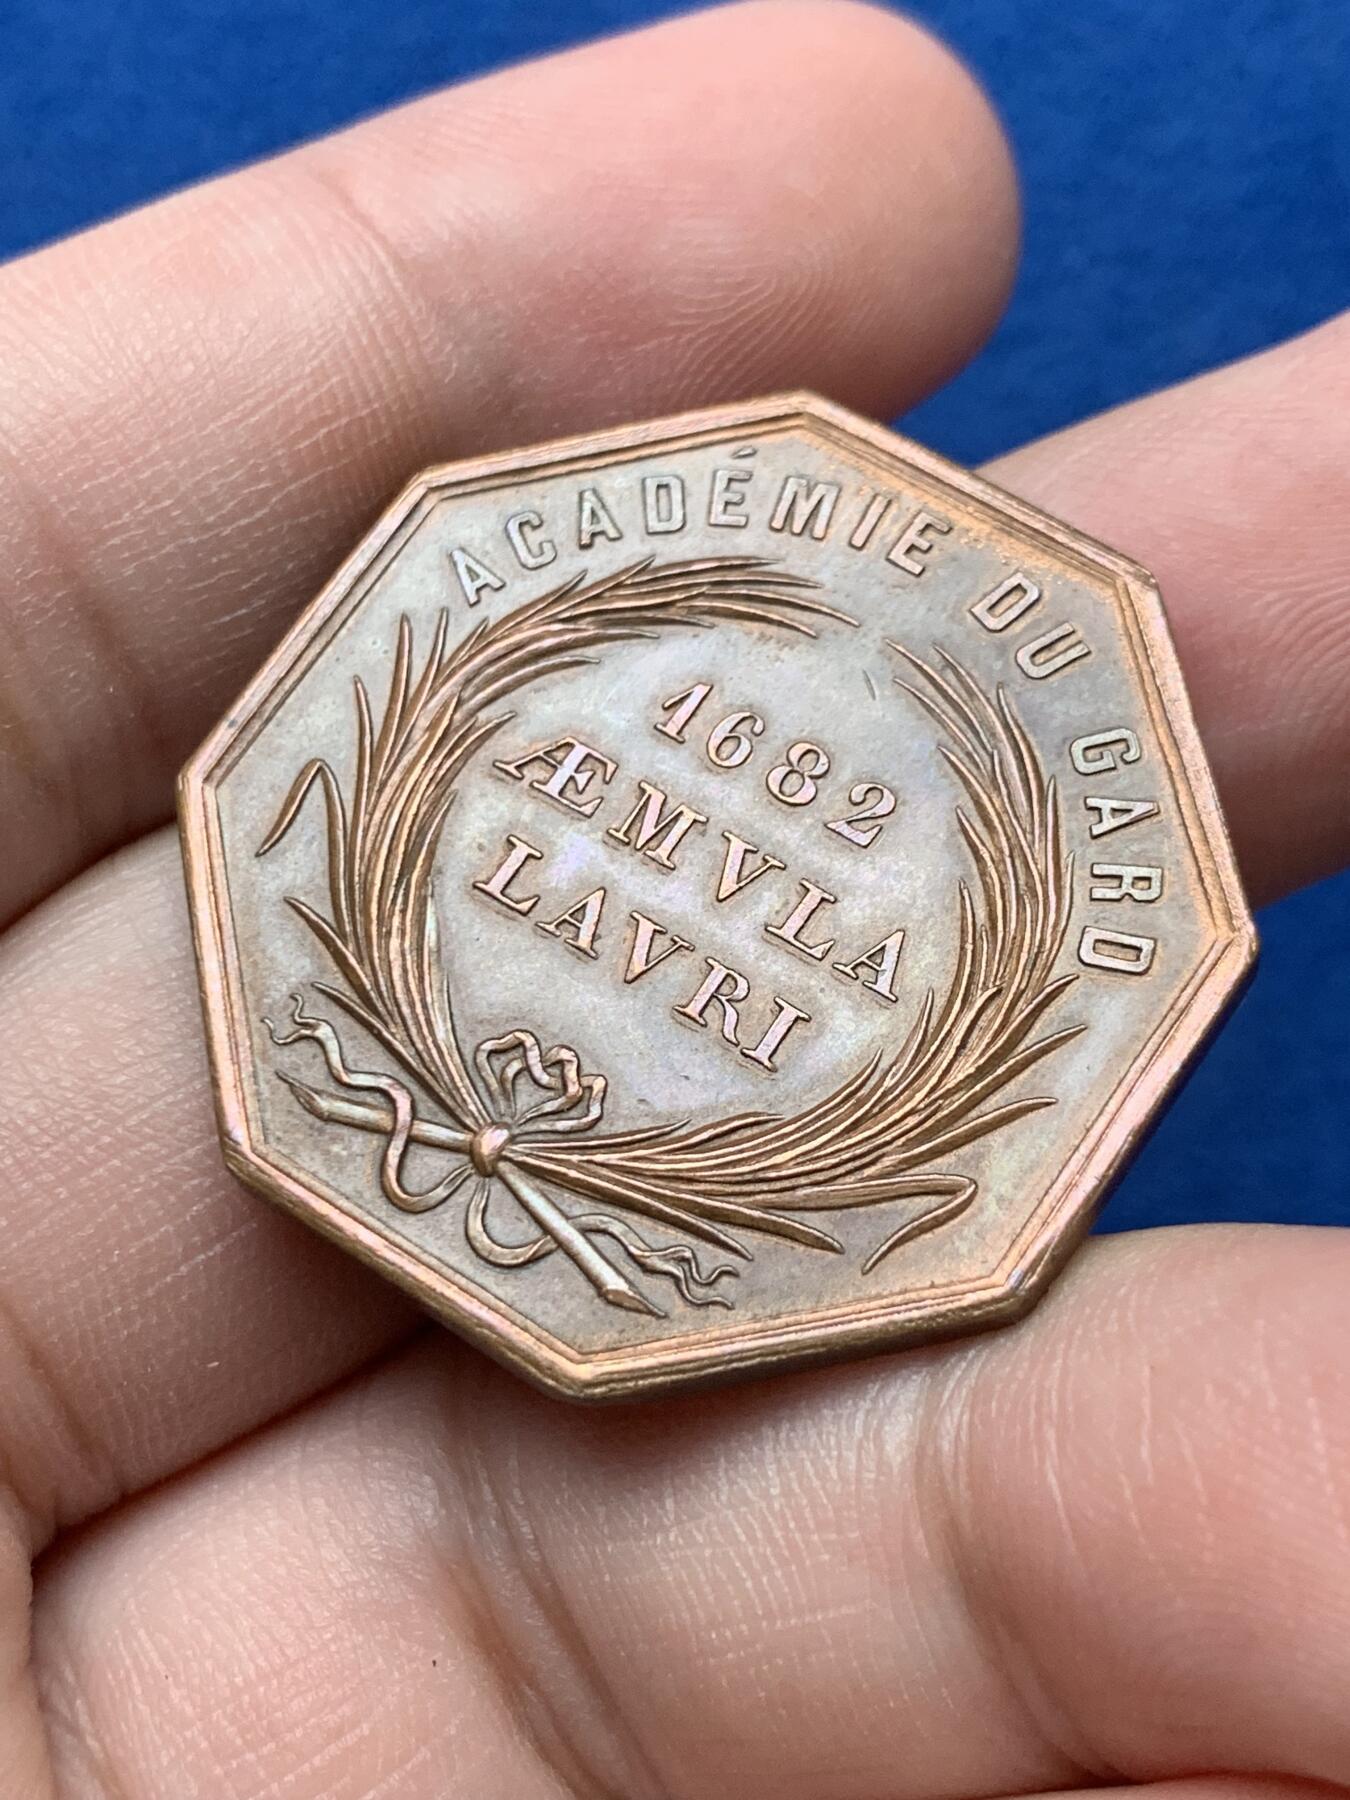 ACADÉMIE DU GARD
1682
ÆMVLA
LAVRI